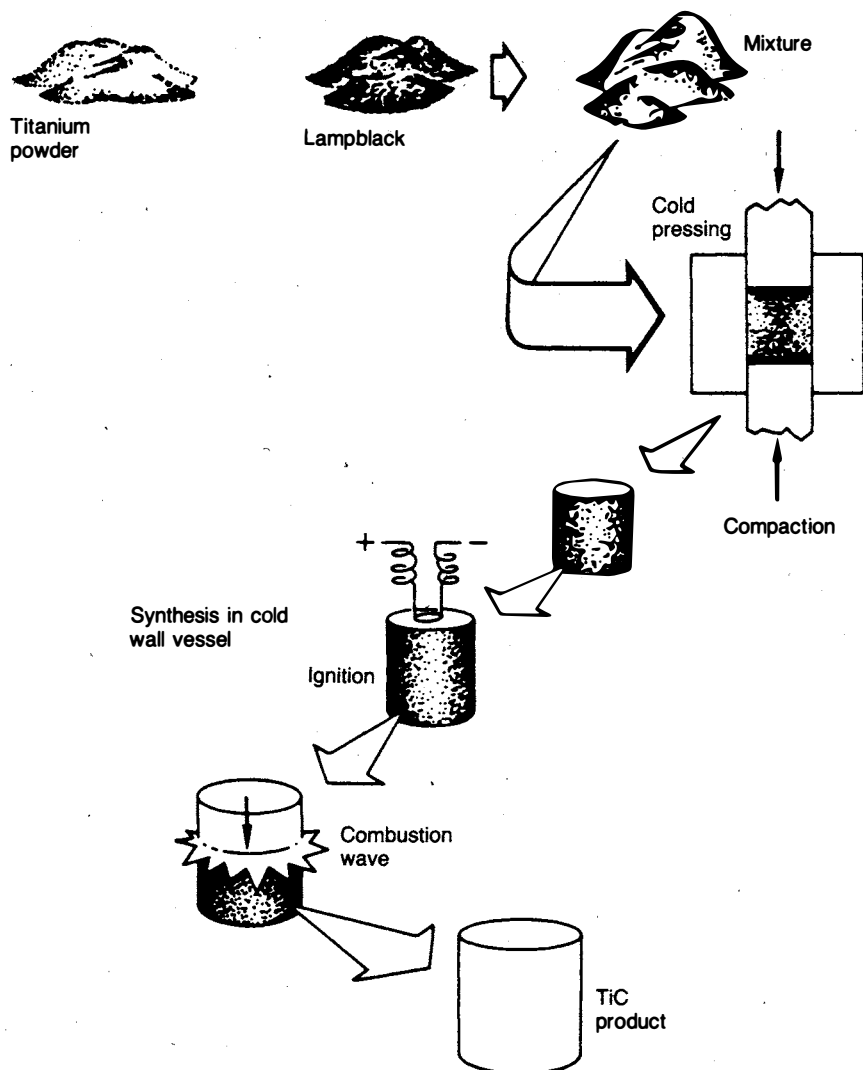 Titanium
powder
Lampblack
Mixture
Cold
pressing
Compaction
+ −
Synthesis in cold
wall vessel
Ignition
Combustion
wave
TiC
product